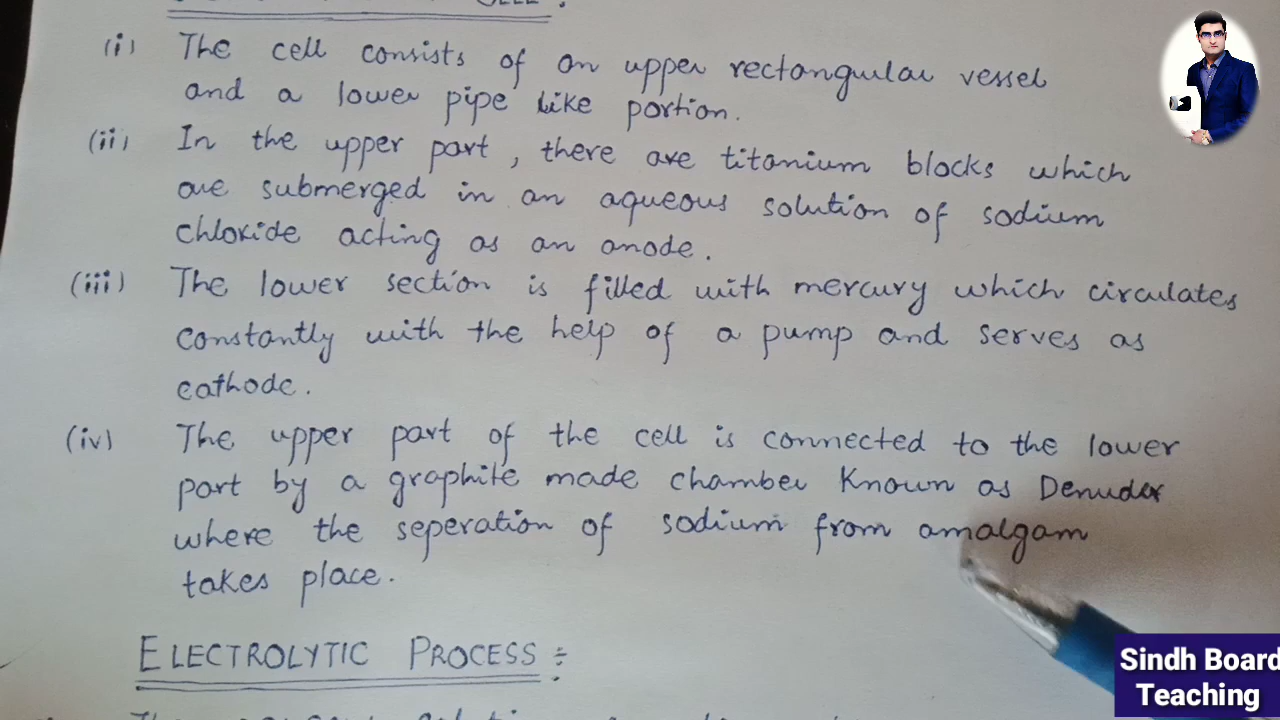 CELL :
(i) The cell consists of an upper rectangular vessel
and a lower pipe like portion.
(ii) In the upper part, there are titanium blocks which
are submerged in an aqueous solution of sodium
chloride acting as an anode.
(iii) The lower section is filled with mercury which circulates
constantly with the help of a pump and serves as
cathode.
(iv) The upper part of the cell is connected to the lower
part by a graphite made chamber Known as Denuder
where the seperation of sodium from amalgam
takes place.
ELECTROLYTIC PROCESS :
Sindh Board
Teaching